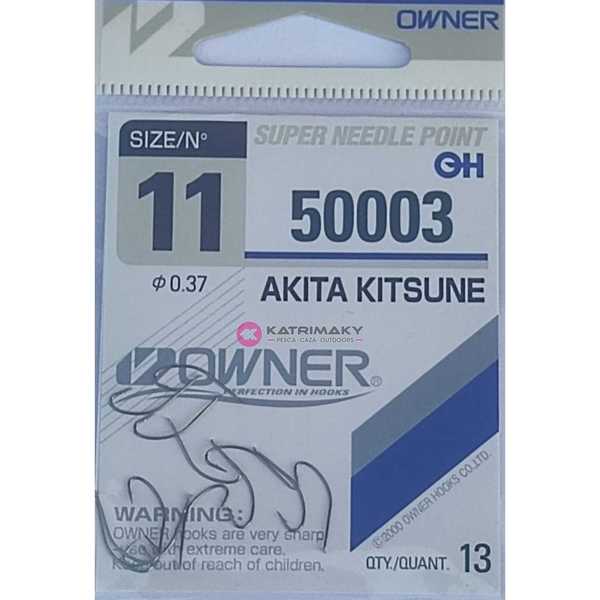 OWNER
SIZE/Nº
SUPER NEEDLE POINT
OH
11
50003
φ 0.37
AKITA KITSUNE
KATRIMAKY
PESCA · CAZA · OUTDOORS
OWNER®
PERFECTION IN HOOKS
WARNING:
OWNER hooks are very sharp
with extreme care.
Keep out of reach of children.
©2000 OWNER HOOKS CO.,LTD.
QTY./QUANT. 13